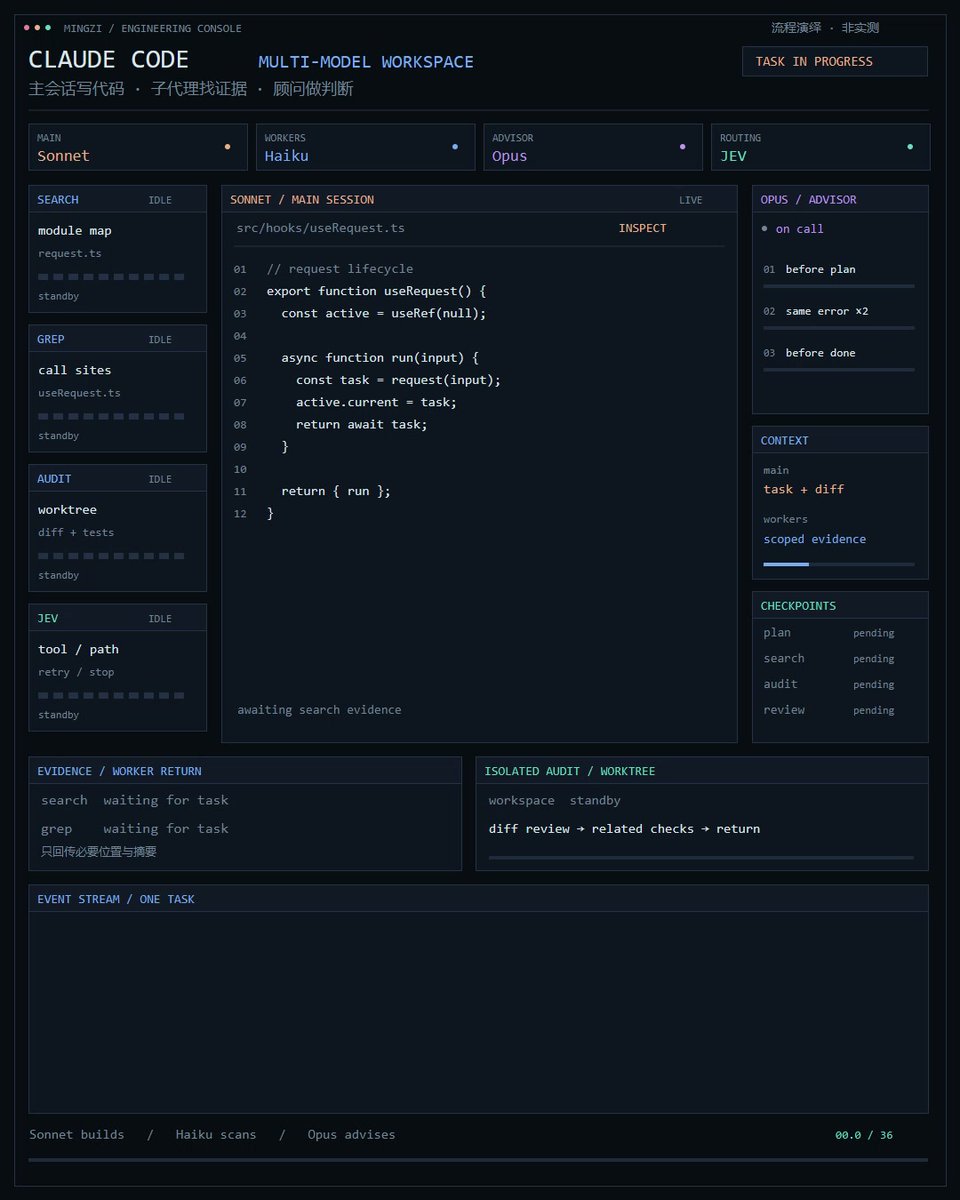 MINGZI / ENGINEERING CONSOLE
流程演绎 · 非实测
CLAUDE CODE
MULTI-MODEL WORKSPACE
TASK IN PROGRESS
主会话写代码 · 子代理找证据 · 顾问做判断
MAIN
Sonnet
WORKERS
Haiku
ADVISOR
Opus
ROUTING
JEV
SEARCH IDLE
module map
request.ts
standby
GREP IDLE
call sites
useRequest.ts
standby
AUDIT IDLE
worktree
diff + tests
standby
JEV IDLE
tool / path
retry / stop
standby
SONNET / MAIN SESSION LIVE
src/hooks/useRequest.ts INSPECT
01 // request lifecycle
02 export function useRequest() {
03 const active = useRef(null);
04
05 async function run(input) {
06 const task = request(input);
07 active.current = task;
08 return await task;
09 }
10
11 return { run };
12 }
awaiting search evidence
OPUS / ADVISOR
on call
01 before plan
02 same error ×2
03 before done
CONTEXT
main
task + diff
workers
scoped evidence
CHECKPOINTS
plan pending
search pending
audit pending
review pending
EVIDENCE / WORKER RETURN
search waiting for task
grep waiting for task
只回传必要位置与摘要
ISOLATED AUDIT / WORKTREE
workspace standby
diff review → related checks → return
EVENT STREAM / ONE TASK
Sonnet builds / Haiku scans / Opus advises
00.0 / 36